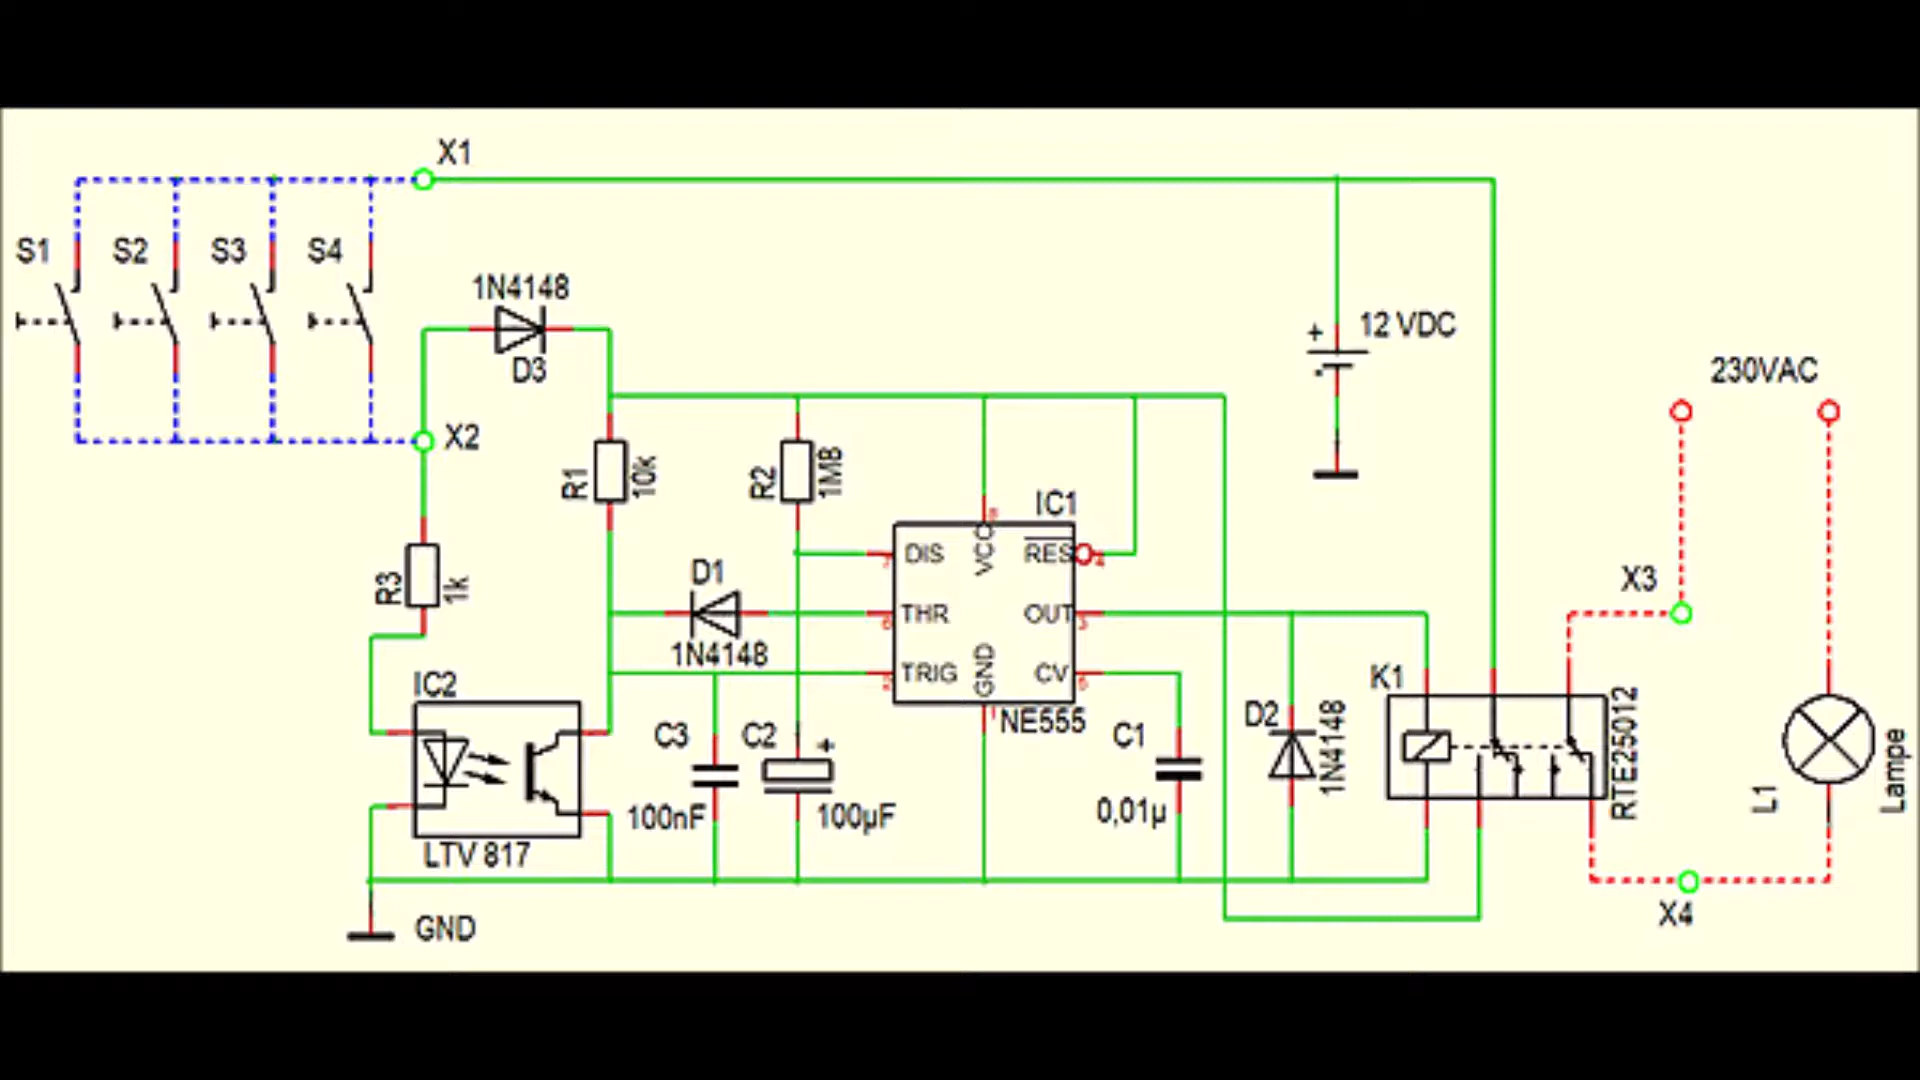 X1
S1
S2
S3
S4
1N4148
D3
12 VDC
+
-
230VAC
X2
R1
10k
R2
1M8
IC1
R3
1k
D1
1N4148
DIS
VCC
RES
THR
OUT
TRIG
GND
CV
NE555
X3
K1
RTE25012
IC2
LTV 817
C3
100nF
C2
+
100µF
C1
0,01µ
D2
1N4148
L1
Lampe
X4
GND